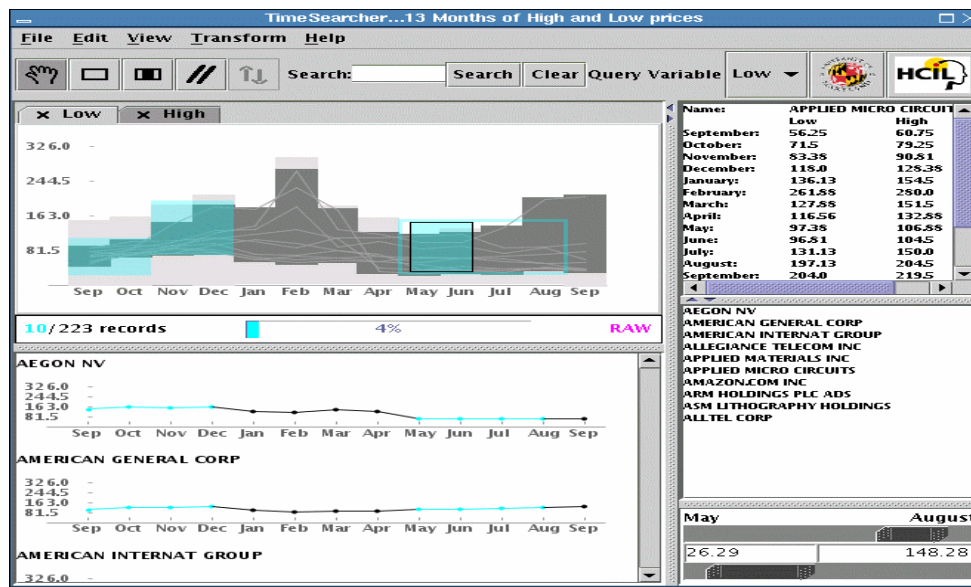 TimeSearcher...13 Months of High and Low prices
File Edit View Transform Help
Search: Search Clear Query Variable Low HCIL
× Low × High
326.0
244.5
163.0
81.5
Sep Oct Nov Dec Jan Feb Mar Apr May Jun Jul Aug Sep
10/223 records 4% RAW
AEGON NV
326.0
244.5
163.0
81.5
Sep Oct Nov Dec Jan Feb Mar Apr May Jun Jul Aug Sep
AMERICAN GENERAL CORP
326.0
244.5
163.0
81.5
Sep Oct Nov Dec Jan Feb Mar Apr May Jun Jul Aug Sep
AMERICAN INTERNAT GROUP
326.0
Name: APPLIED MICRO CIRCUIT
Low High
September: 56.25 60.75
October: 71.5 79.25
November: 83.38 90.81
December: 118.0 128.38
January: 136.13 154.5
February: 261.88 280.0
March: 127.88 151.5
April: 116.56 132.88
May: 97.38 106.88
June: 96.81 104.5
July: 131.13 150.0
August: 197.13 204.5
September: 204.0 219.5
AEGON NV
AMERICAN GENERAL CORP
AMERICAN INTERNAT GROUP
ALLEGIANCE TELECOM INC
APPLIED MATERIALS INC
APPLIED MICRO CIRCUITS
AMAZON.COM INC
ARM HOLDINGS PLC ADS
ASM LITHOGRAPHY HOLDINGS
ALLTEL CORP
May August
26.29 148.28